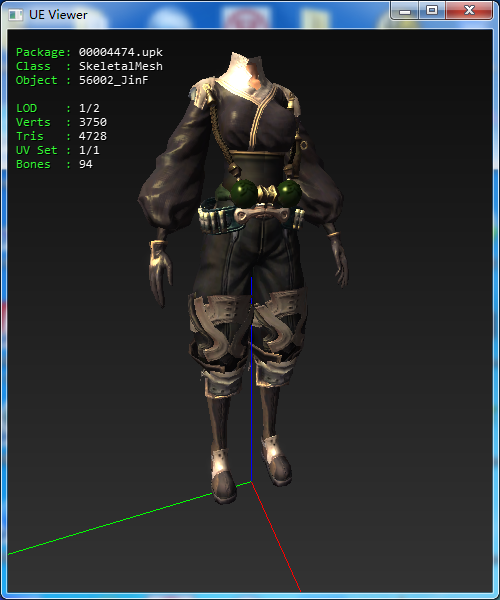 UE Viewer
Package: 00004474.upk
Class : SkeletalMesh
Object : 56002_JinF
LOD : 1/2
Verts : 3750
Tris : 4728
UV Set : 1/1
Bones : 94